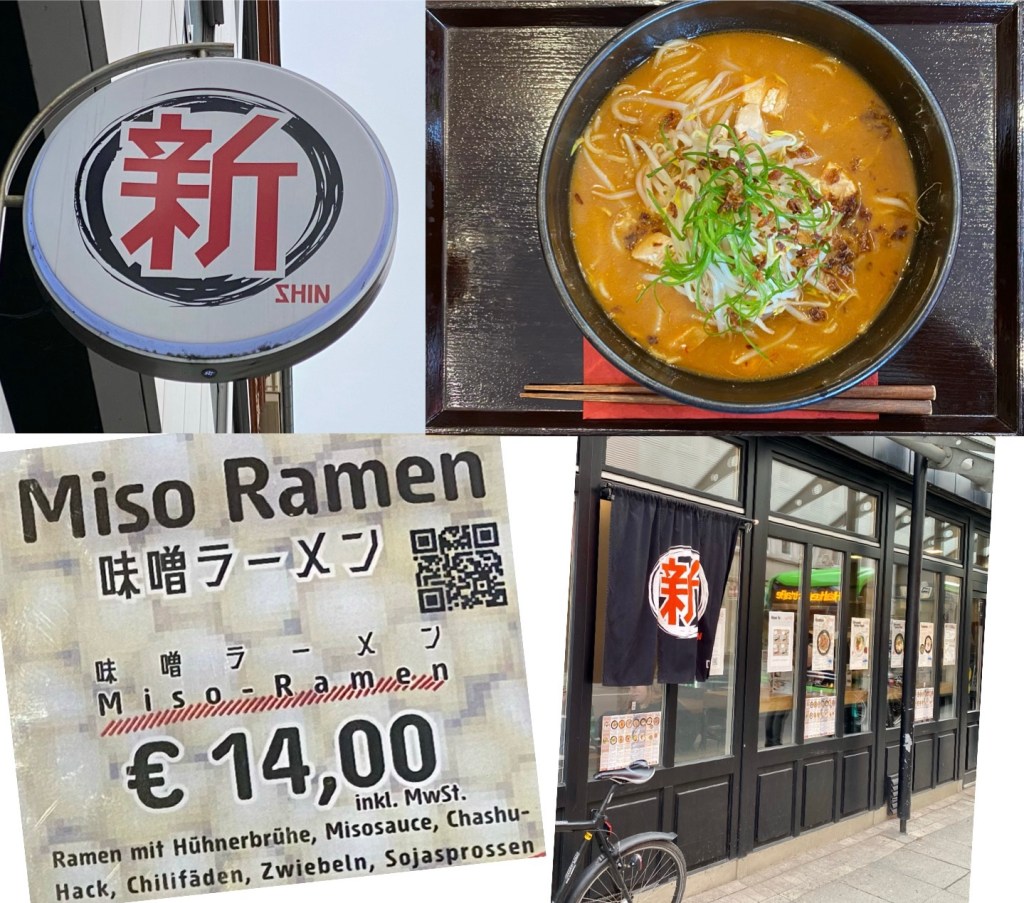 新
SHIN
Miso Ramen
味噌ラーメン
味噌ラーメン
Miso-Ramen
€ 14,00
inkl. MwSt.
Ramen mit Hühnerbrühe, Misosauce, Chashu-
Hack, Chilifäden, Zwiebeln, Sojasprossen
新